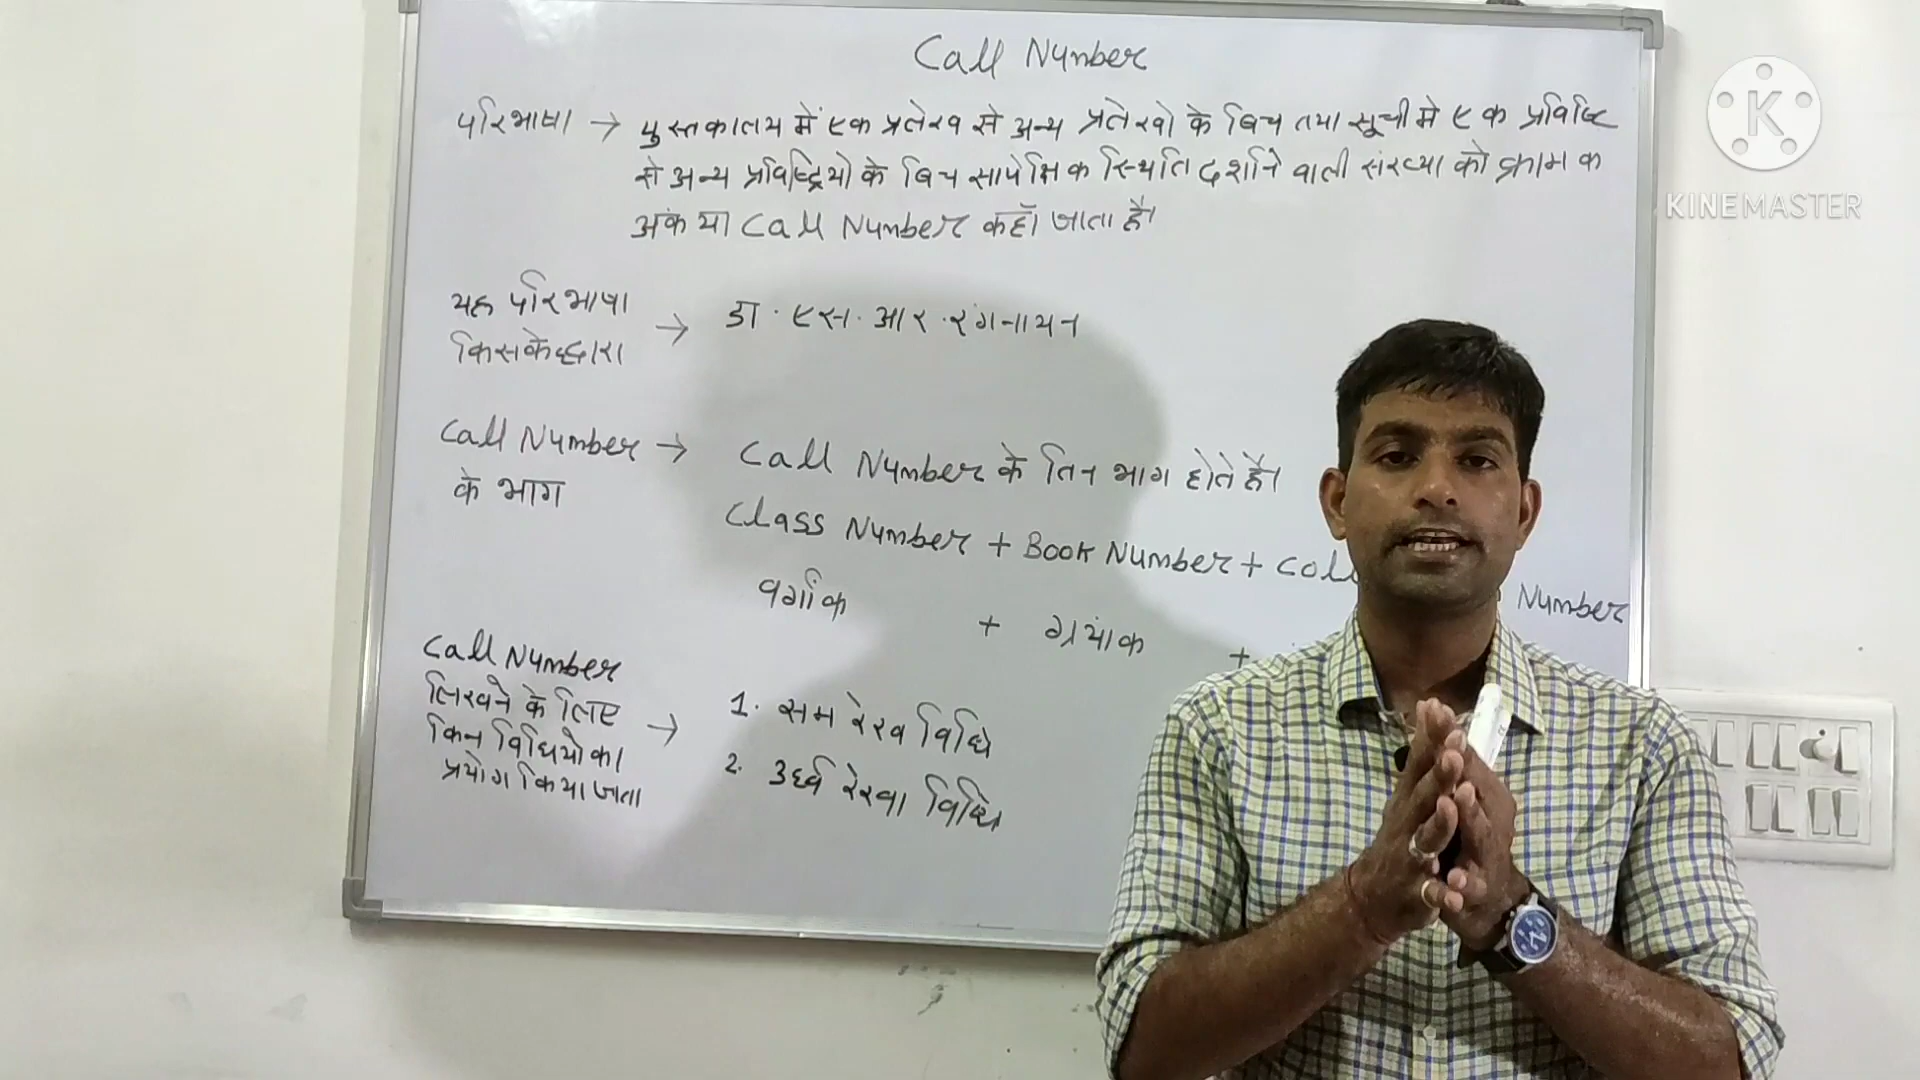 Call Number
परिभाषा → पुस्तकालय में एक प्रलेख से अन्य प्रलेखो के बिच तथा सूची मे एक प्रविष्टि
से अन्य प्रविष्ट्रियो के बिच सापेक्षिक स्थिति दर्शाने वाली संख्या को क्रामक
अंक या Call Number कहाँ जाता है।
यह परिभाषा
किसकेद्वारा → डा. एस. आर. रंगनाथन
Call Number → Call Number के तिन भाग होते है।
के भाग
Class Number + Book Number + Coll Number
वर्गांक + ग्रथांक +
Call Number
लिखने के लिए → 1. सम रेख विधि
किन विधियो का 2. उर्ध्व रेखा विधि
प्रयोग किया जाता
K
KINEMASTER